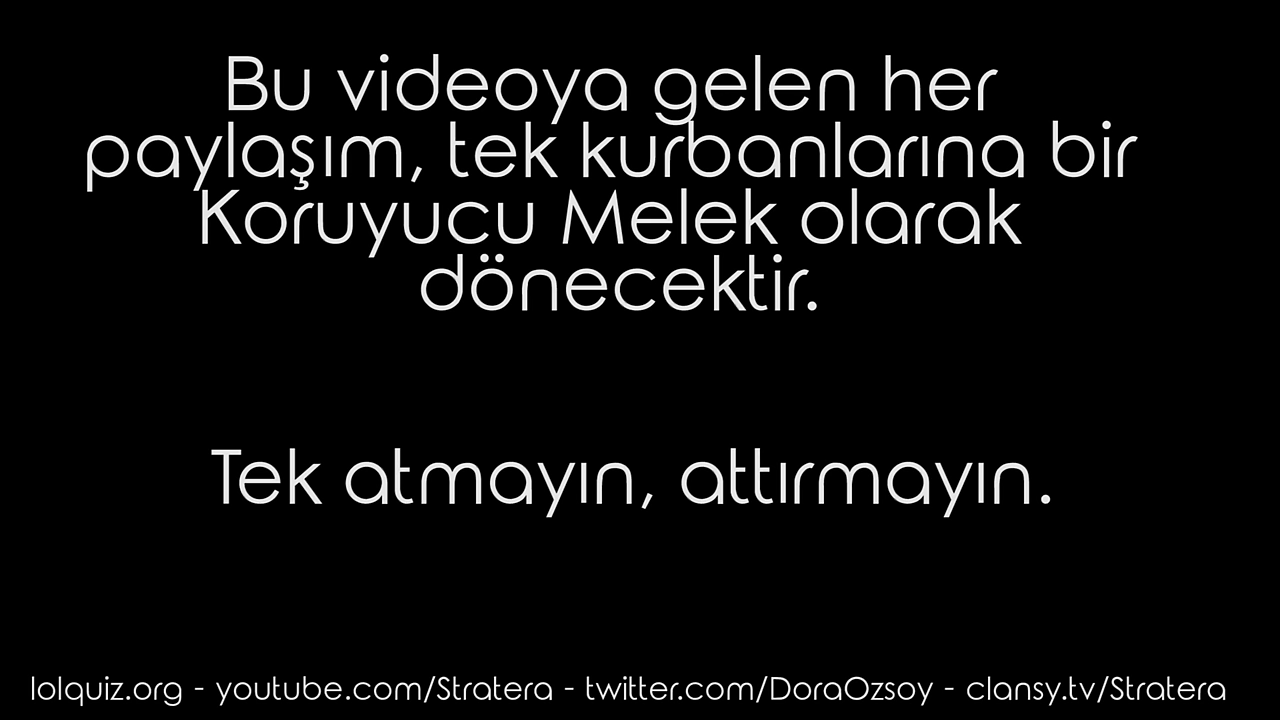 Bu videoya gelen her
paylaşım, tek kurbanlarına bir
Koruyucu Melek olarak
dönecektir.
Tek atmayın, attırmayın.
lolquiz.org - youtube.com/Stratera - twitter.com/DoraOzsoy - clansy.tv/Stratera